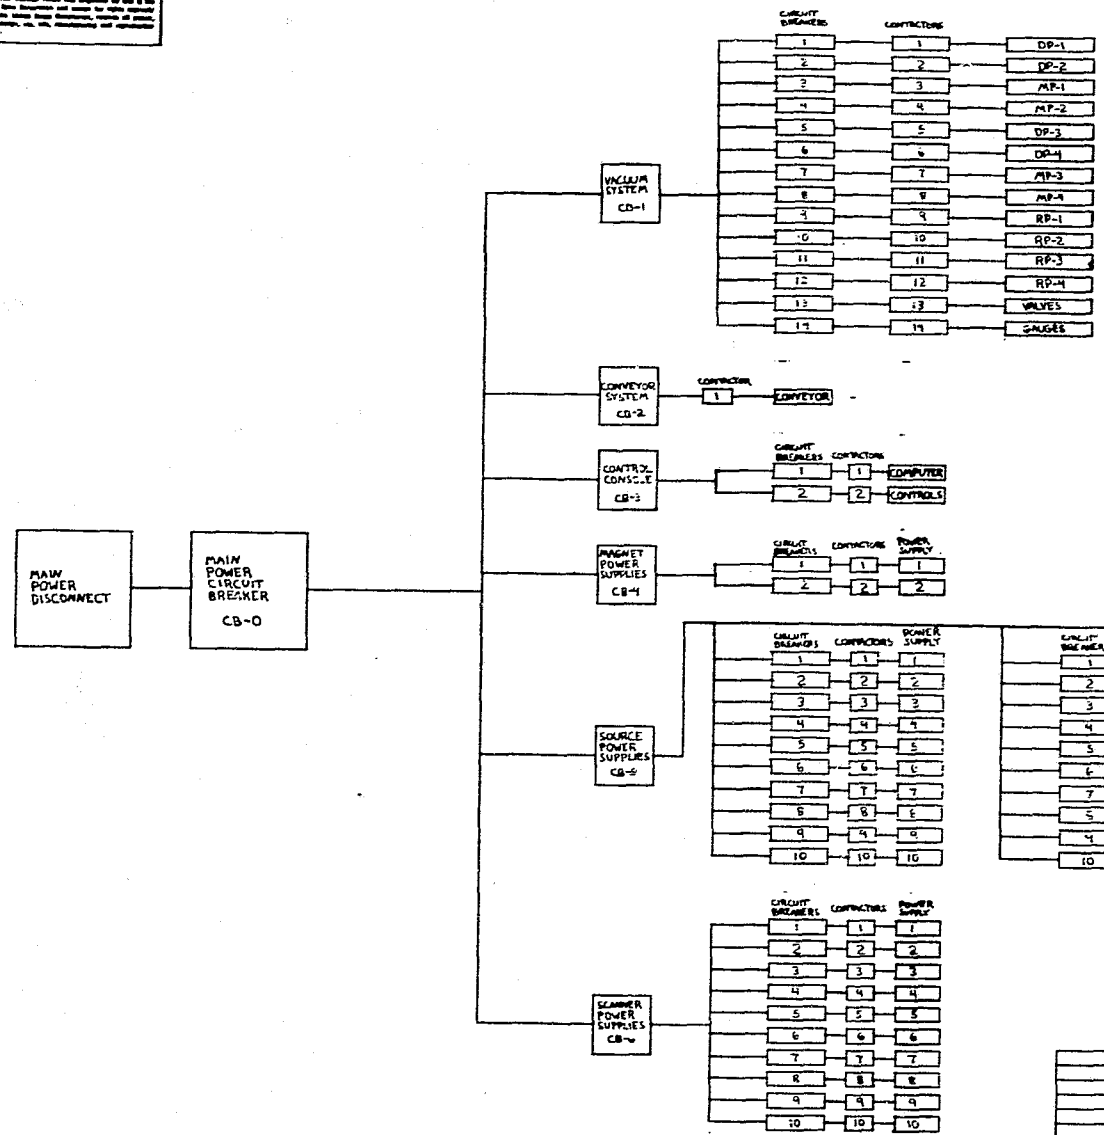 CIRCUIT
BREAKERS CONTACTORS
1 1 DP-1
2 2 DP-2
3 3 MP-1
4 4 MP-2
5 5 DP-3
6 6 DP-4
7 7 MP-3
8 8 MP-4
9 9 RP-1
10 10 RP-2
11 11 RP-3
12 12 RP-4
13 13 VALVES
14 14 GAUGES
VACUUM
SYSTEM
CB-1
CONVEYOR
SYSTEM
CB-2
CONTACTOR
1 CONVEYOR
CONTROL
CONSOLE
CB-3
CIRCUIT
BREAKERS CONTACTORS
1 1 COMPUTER
2 2 CONTROLS
MAIN
POWER
DISCONNECT
MAIN
POWER
CIRCUIT
BREAKER
CB-0
MAGNET
POWER
SUPPLIES
CB-4
CIRCUIT
BREAKERS CONTACTORS POWER
SUPPLY
1 1 1
2 2 2
SOURCE
POWER
SUPPLIES
CB-5
CIRCUIT
BREAKERS CONTACTORS POWER
SUPPLY
1 1 1
2 2 2
3 3 3
4 4 4
5 5 5
6 6 6
7 7 7
8 8 8
9 9 9
10 10 10
CIRCUIT
BREAKER
1
2
3
4
5
6
7
8
9
10
SCANNER
POWER
SUPPLIES
CB-6
CIRCUIT
BREAKERS CONTACTORS POWER
SUPPLY
1 1 1
2 2 2
3 3 3
4 4 4
5 5 5
6 6 6
7 7 7
8 8 8
9 9 9
10 10 10